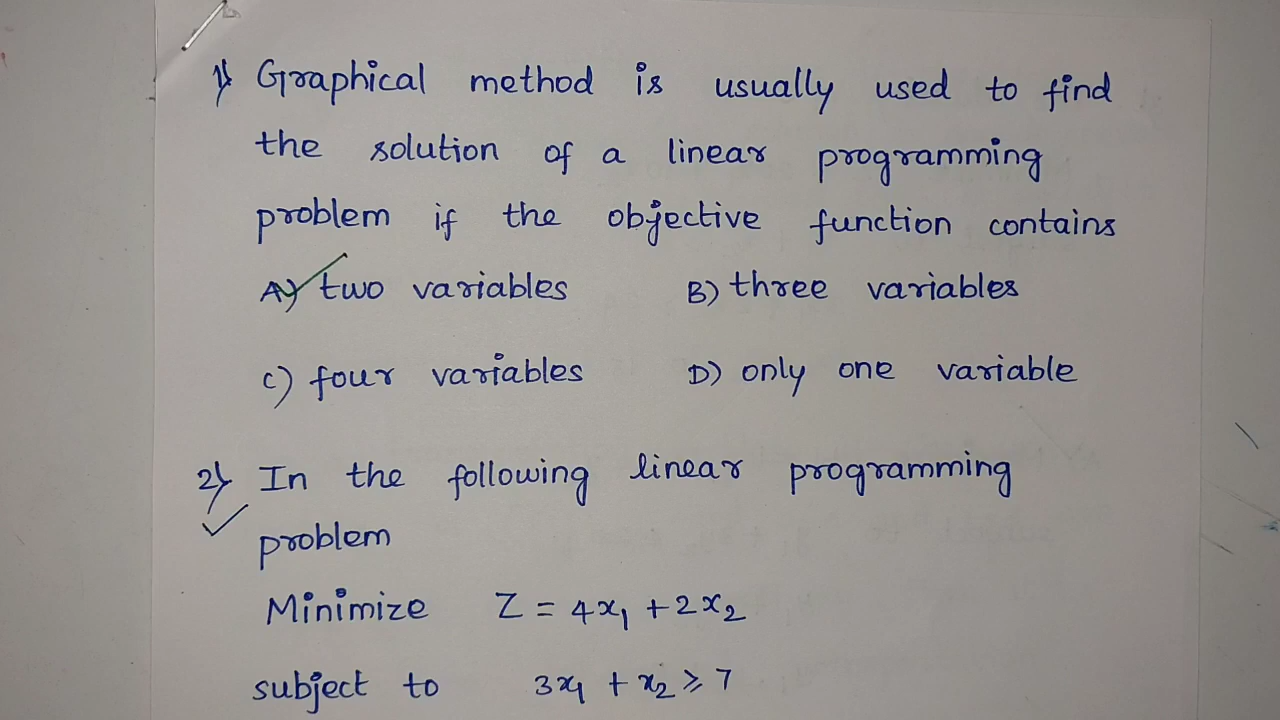 1) Graphical method is usually used to find
the solution of a linear programming
problem if the objective function contains
A) two variables B) three variables
C) four variables D) only one variable
2) In the following linear programming
problem
Minimize Z = 4x₁ + 2x₂
subject to 3x₁ + x₂ ⩾ 7